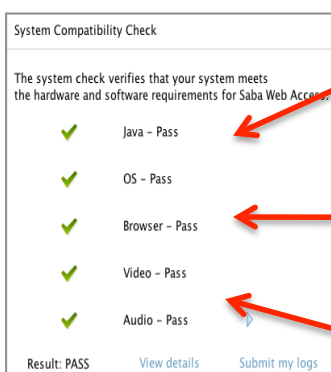 System Compatibility Check
The system check verifies that your system meets
the hardware and software requirements for Saba Web Access.
Java – Pass
OS – Pass
Browser – Pass
Video – Pass
Audio – Pass
Result: PASS View details Submit my logs